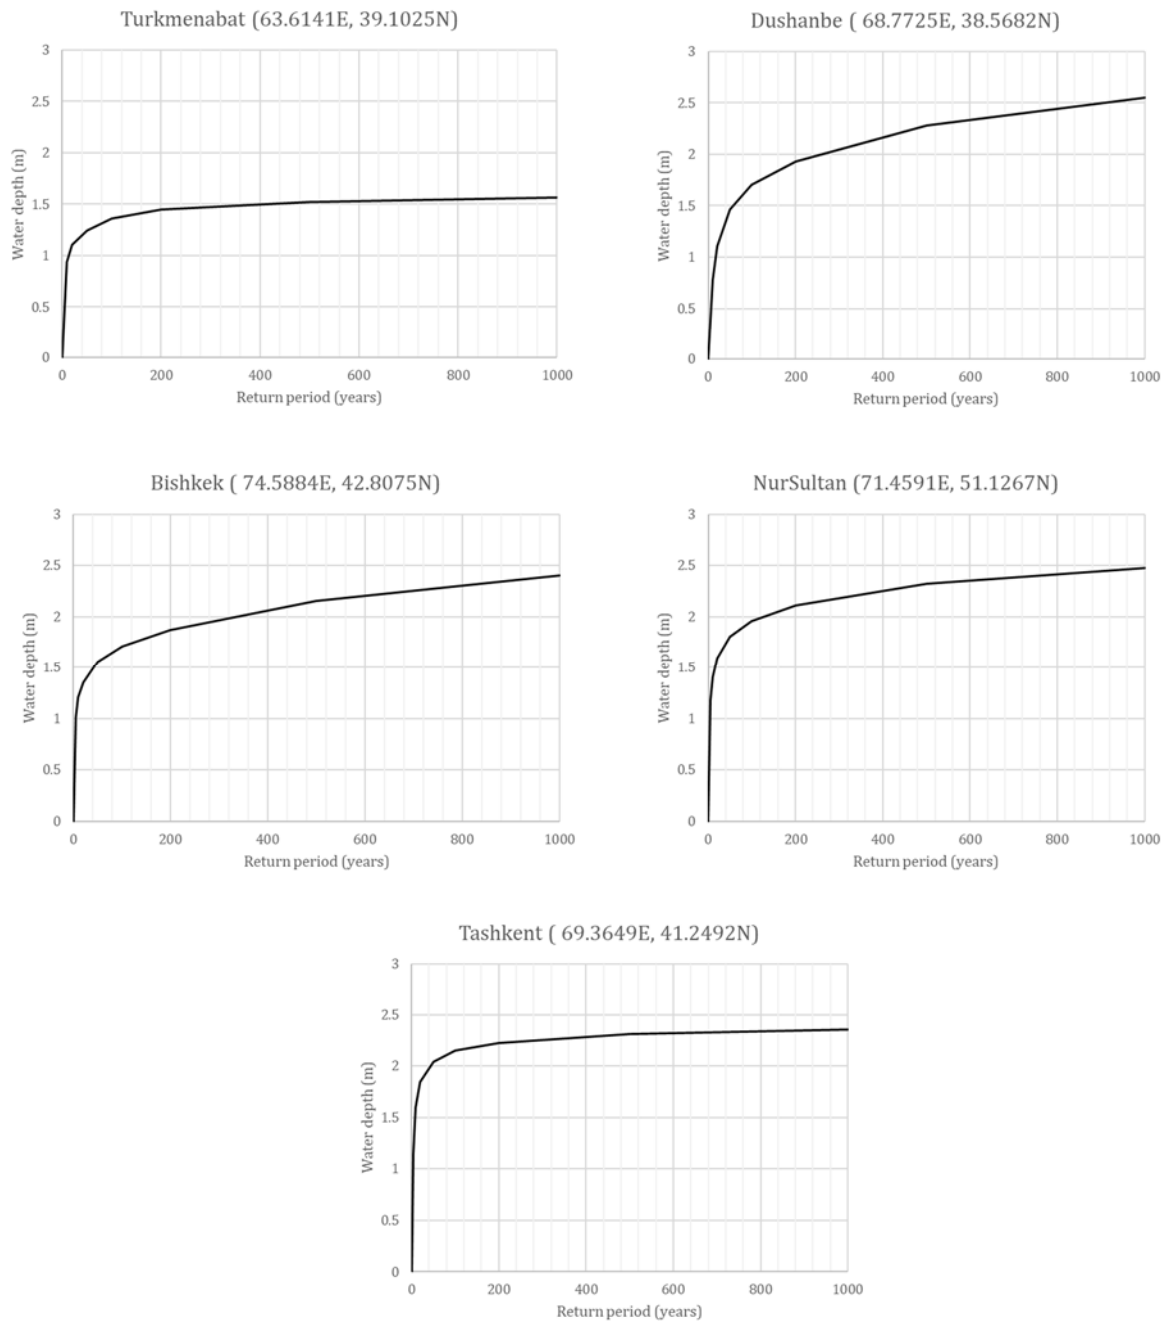 Turkmenabat (63.6141E, 39.1025N)
3
2.5
2
1.5
1
0.5
0
Water depth (m)
0 200 400 600 800 1000
Return period (years)
Dushanbe ( 68.7725E, 38.5682N)
3
2.5
2
1.5
1
0.5
0
Water depth (m)
0 200 400 600 800 1000
Return period (years)
Bishkek ( 74.5884E, 42.8075N)
3
2.5
2
1.5
1
0.5
0
Water depth (m)
0 200 400 600 800 1000
Return period (years)
NurSultan (71.4591E, 51.1267N)
3
2.5
2
1.5
1
0.5
0
Water depth (m)
0 200 400 600 800 1000
Return period (years)
Tashkent ( 69.3649E, 41.2492N)
3
2.5
2
1.5
1
0.5
0
Water depth (m)
0 200 400 600 800 1000
Return period (years)